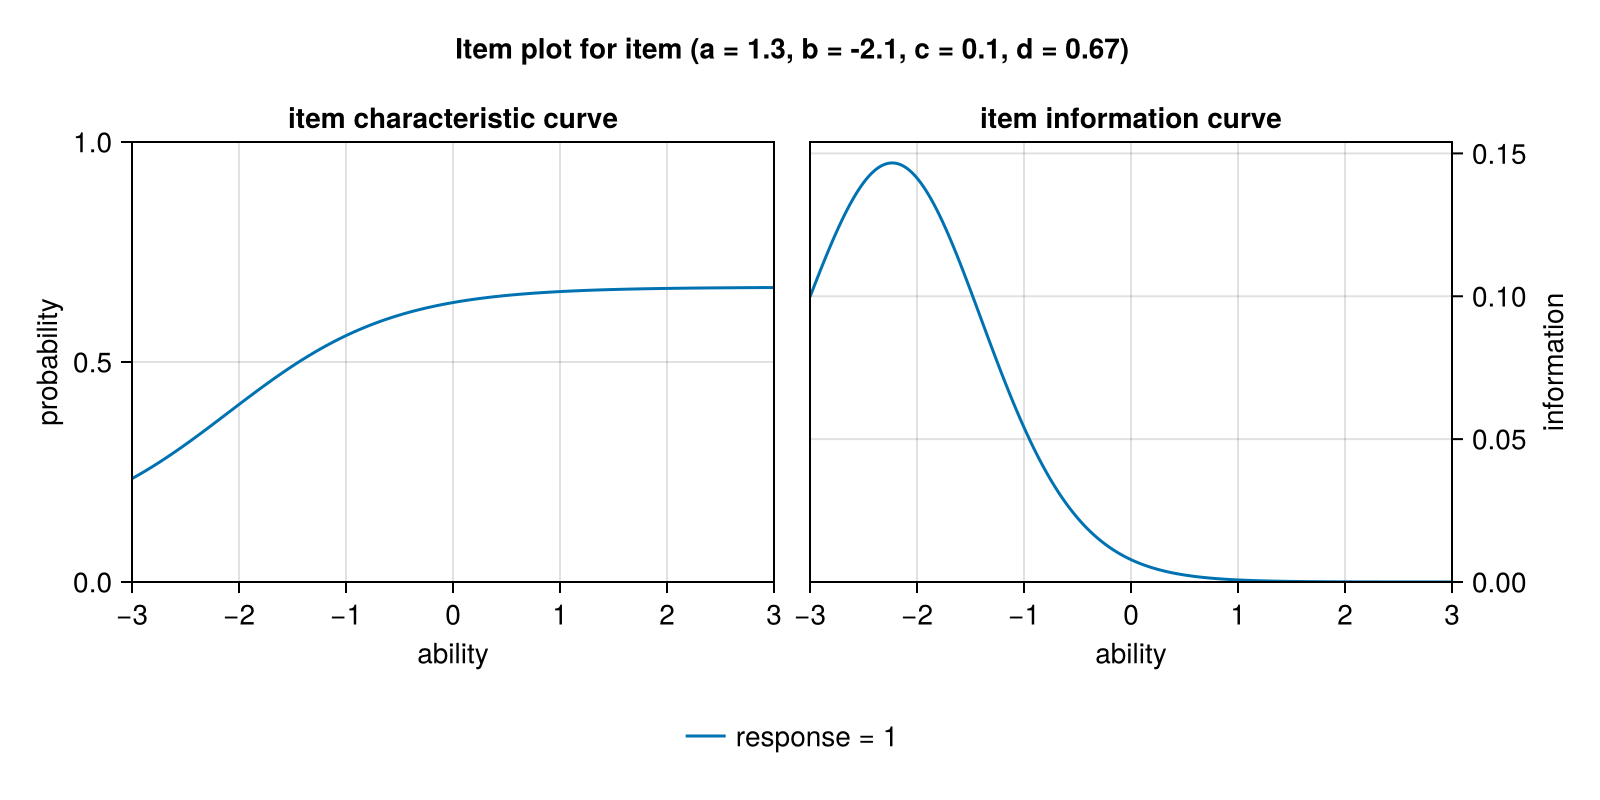 Item plot for item (a = 1.3, b = -2.1, c = 0.1, d = 0.67)
item characteristic curve
item information curve
1.0
0.5
0.0
probability
−3 −2 −1 0 1 2 3
ability
0.15
0.10
0.05
0.00
information
−3 −2 −1 0 1 2 3
ability
response = 1